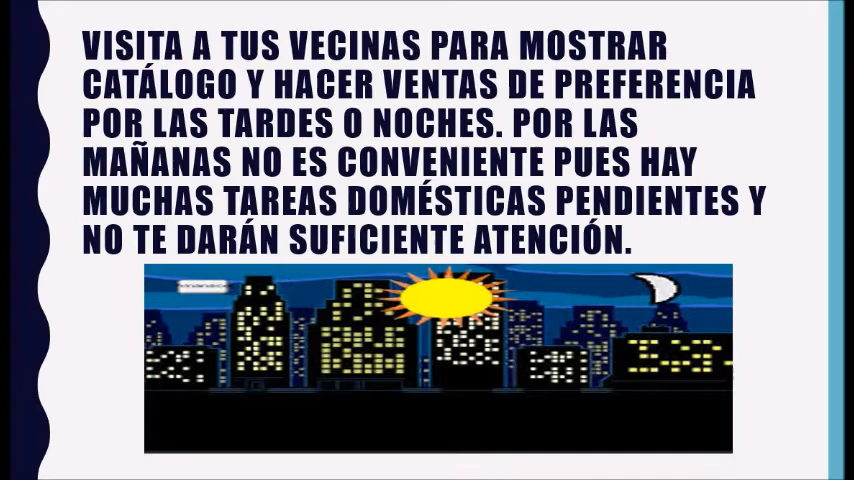 VISITA A TUS VECINAS PARA MOSTRAR
CATÁLOGO Y HACER VENTAS DE PREFERENCIA
POR LAS TARDES O NOCHES. POR LAS
MAÑANAS NO ES CONVENIENTE PUES HAY
MUCHAS TAREAS DOMÉSTICAS PENDIENTES Y
NO TE DARÁN SUFICIENTE ATENCIÓN.